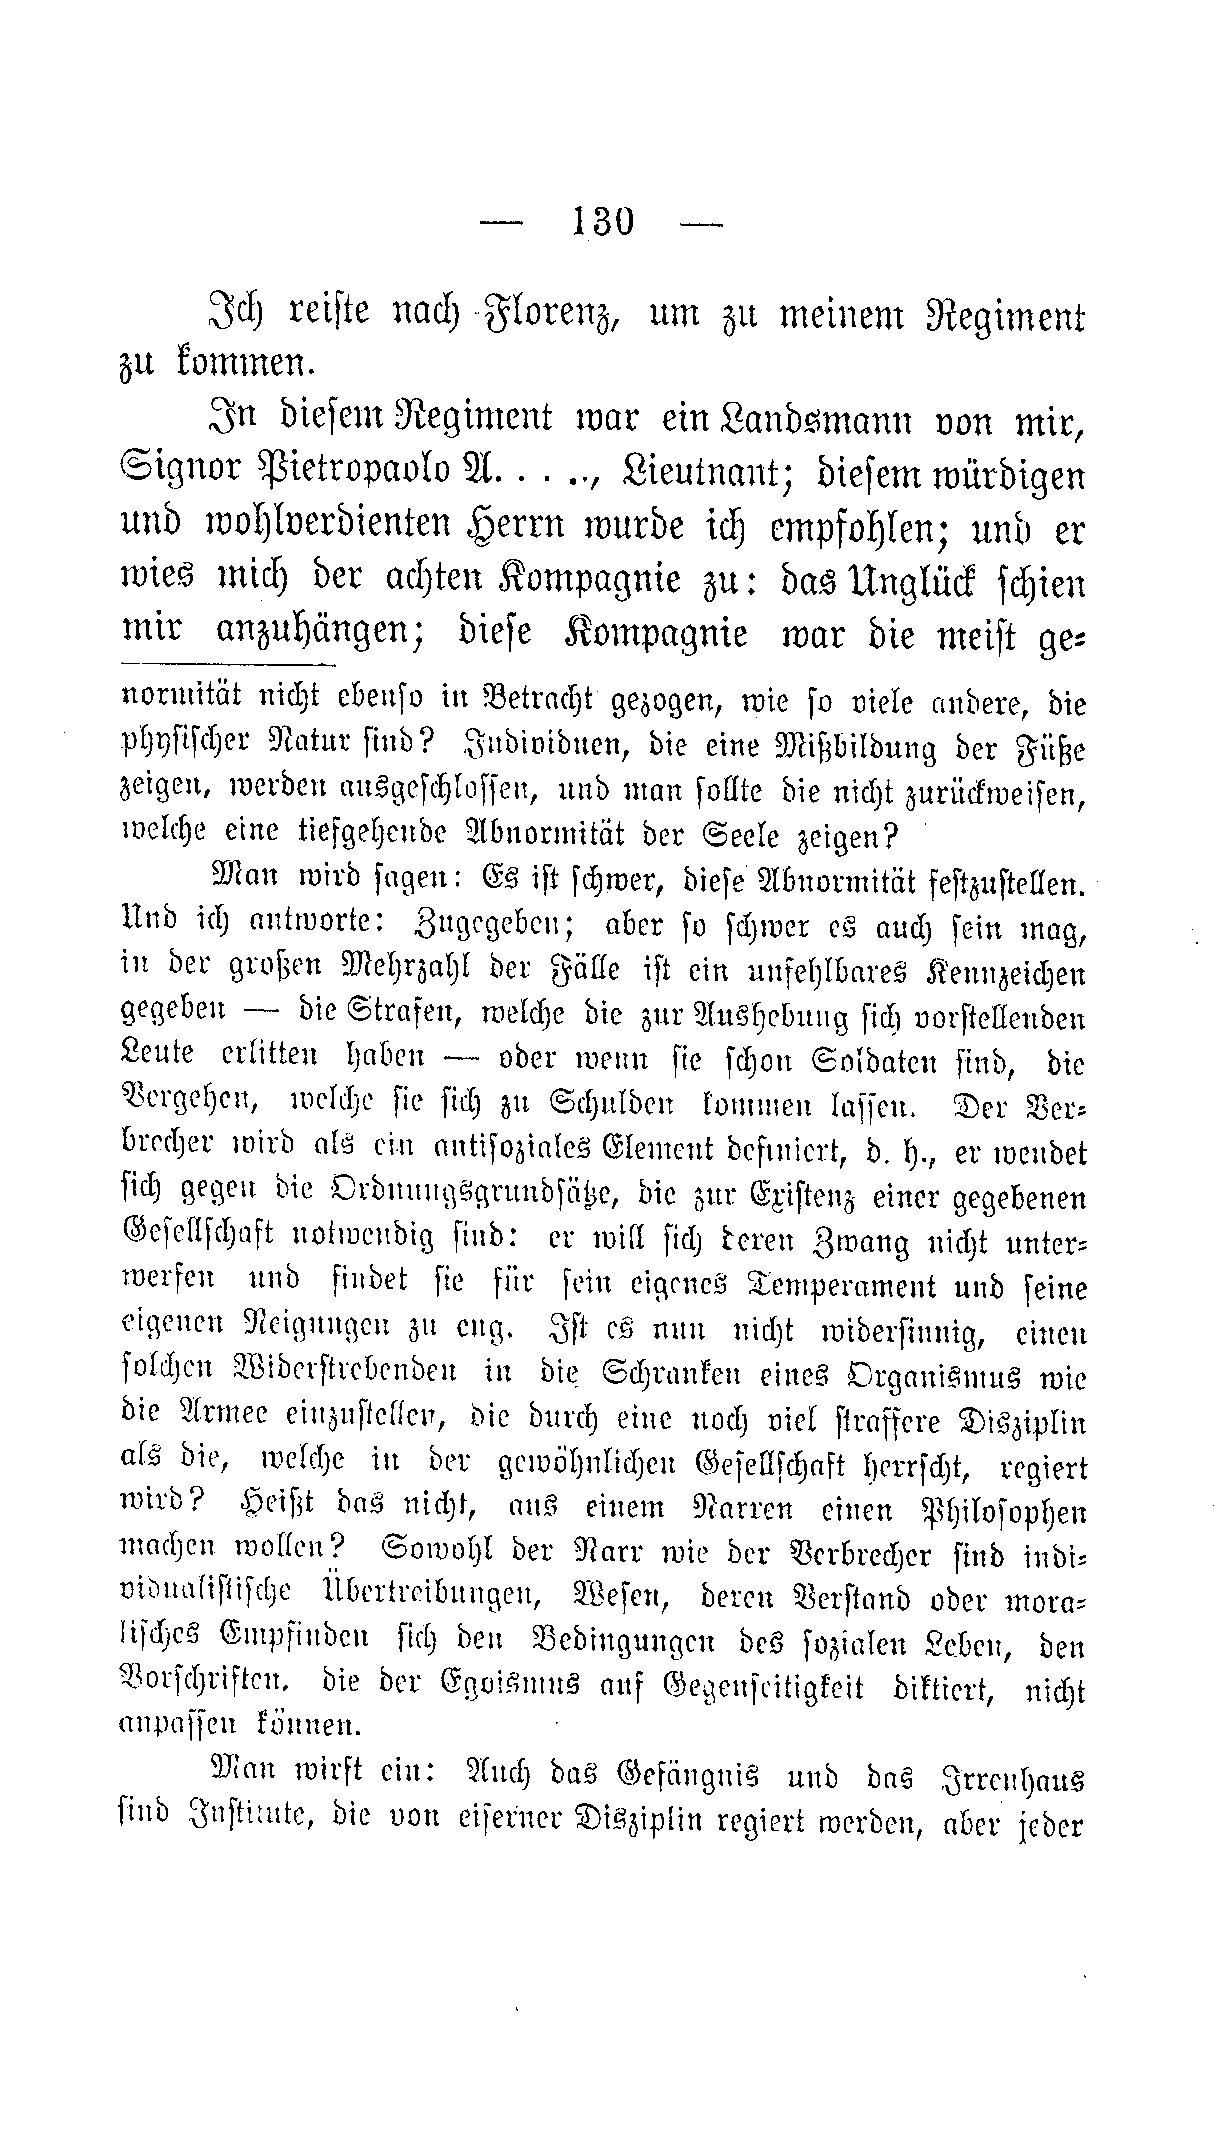 — 130 —
Ich reiste nach Florenz, um zu meinem Regiment
zu kommen.
In diesem Regiment war ein Landsmann von mir,
Signor Pietropaolo A. . . . .., Lieutnant; diesem würdigen
und wohlverdienten Herrn wurde ich empfohlen; und er
wies mich der achten Kompagnie zu: das Unglück schien
mir anzuhängen; diese Kompagnie war die meist ge-
normität nicht ebenso in Betracht gezogen, wie so viele andere, die
physischer Natur sind? Individuen, die eine Mißbildung der Füße
zeigen, werden ausgeschlossen, und man sollte die nicht zurückweisen,
welche eine tiefgehende Abnormität der Seele zeigen?
Man wird sagen: Es ist schwer, diese Abnormität festzustellen.
Und ich antworte: Zugegeben; aber so schwer es auch sein mag,
in der großen Mehrzahl der Fälle ist ein unfehlbares Kennzeichen
gegeben — die Strafen, welche die zur Aushebung sich vorstellenden
Leute erlitten haben — oder wenn sie schon Soldaten sind, die
Vergehen, welche sie sich zu Schulden kommen lassen. Der Ver-
brecher wird als ein antisoziales Element definiert, d. h., er wendet
sich gegen die Ordnungsgrundsätze, die zur Existenz einer gegebenen
Gesellschaft notwendig sind: er will sich deren Zwang nicht unter-
werfen und findet sie für sein eigenes Temperament und seine
eigenen Neigungen zu eng. Ist es nun nicht widersinnig, einen
solchen Widerstrebenden in die Schranken eines Organismus wie
die Armee einzustellen, die durch eine noch viel straffere Disziplin
als die, welche in der gewöhnlichen Gesellschaft herrscht, regiert
wird? Heißt das nicht, aus einem Narren einen Philosophen
machen wollen? Sowohl der Narr wie der Verbrecher sind indi-
vidualistische Übertreibungen, Wesen, deren Verstand oder mora-
lisches Empfinden sich den Bedingungen des sozialen Leben, den
Vorschriften, die der Egoismus auf Gegenseitigkeit diktiert, nicht
anpassen können.
Man wirft ein: Auch das Gefängnis und das Irrenhaus
sind Institute, die von eiserner Disziplin regiert werden, aber jeder